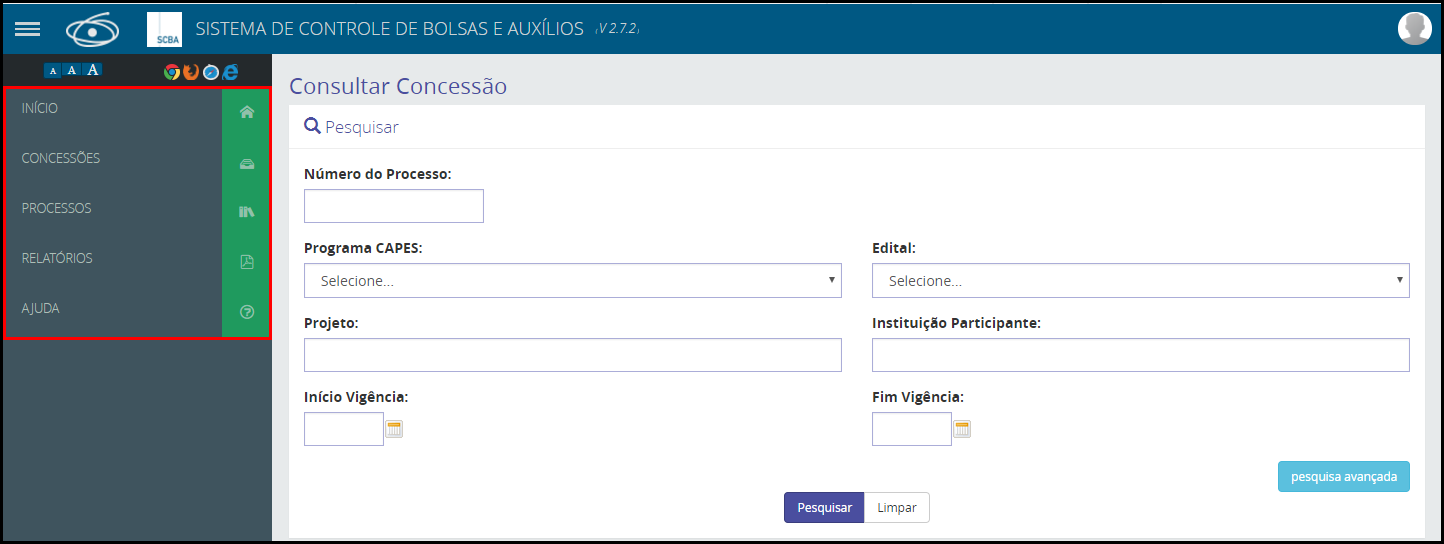 SCBA SISTEMA DE CONTROLE DE BOLSAS E AUXÍLIOS (V 2.7.2)
A A A
INÍCIO
CONCESSÕES
PROCESSOS
RELATÓRIOS
AJUDA
Consultar Concessão
Pesquisar
Número do Processo:
Programa CAPES: Edital:
Selecione... Selecione...
Projeto: Instituição Participante:
Início Vigência: Fim Vigência:
pesquisa avançada
Pesquisar Limpar